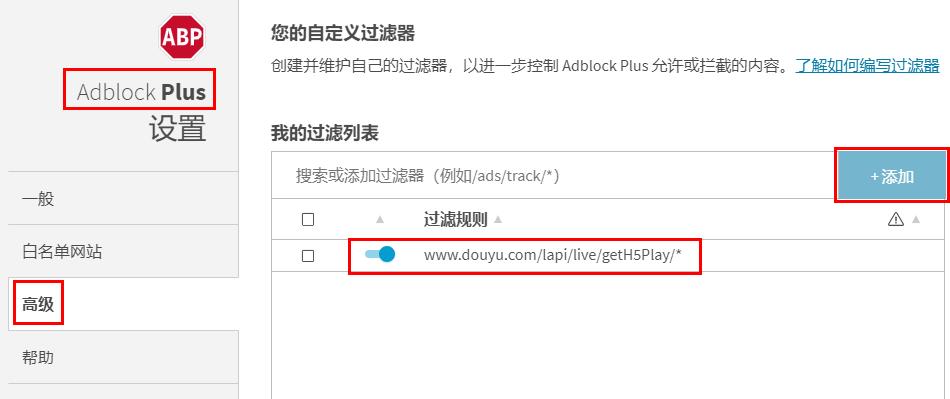 ABP
Adblock Plus
设置
一般
白名单网站
高级
帮助
您的自定义过滤器
创建并维护自己的过滤器，以进一步控制 Adblock Plus 允许或拦截的内容。了解如何编写过滤器
我的过滤列表
搜索或添加过滤器（例如/ads/track/*）
+ 添加
过滤规则
www.douyu.com/lapi/live/getH5Play/*